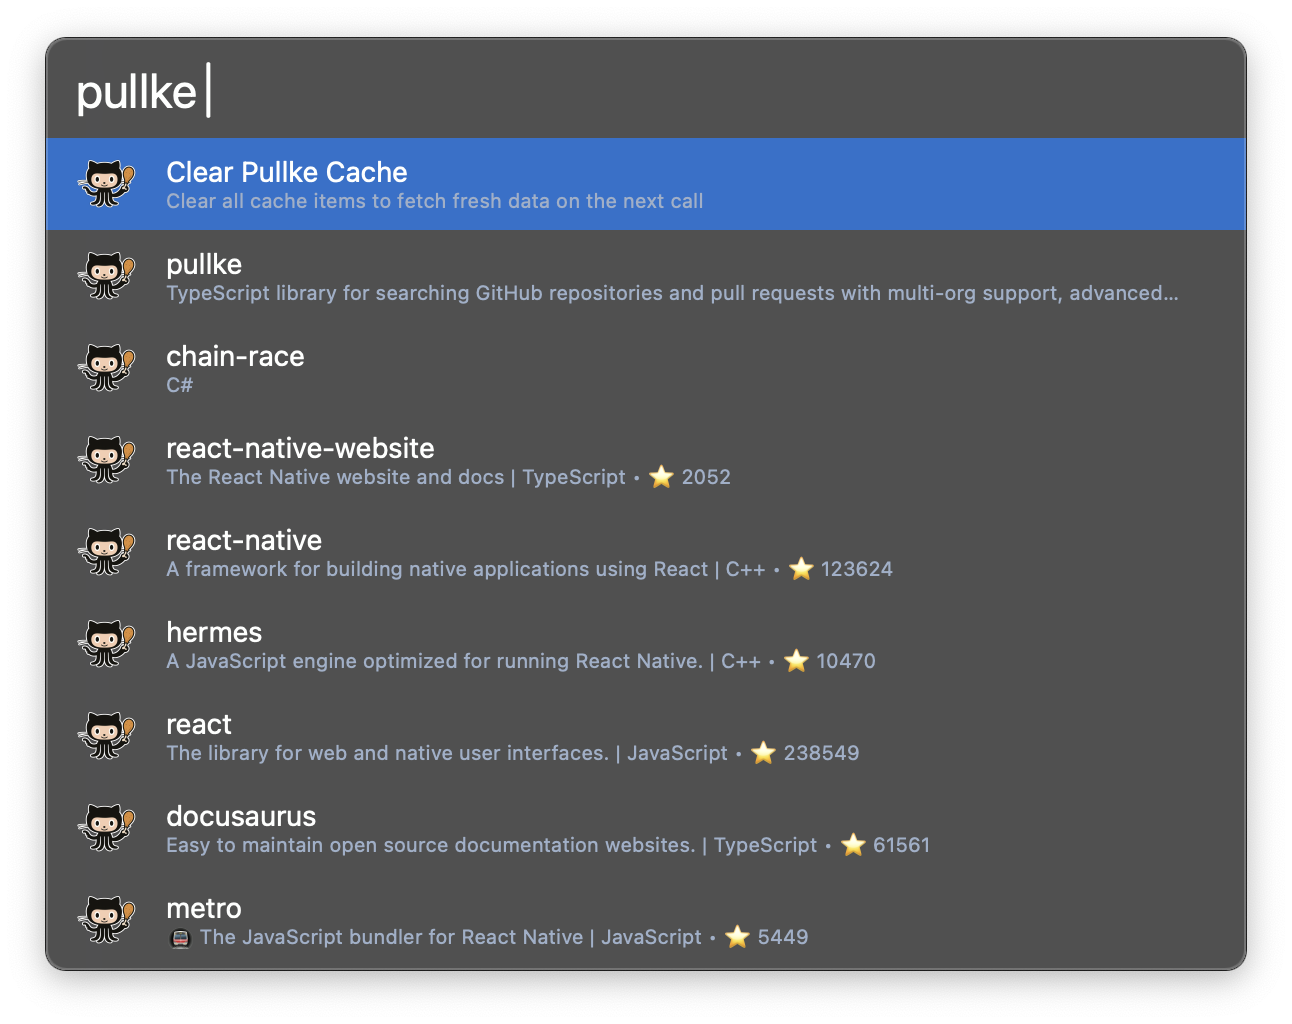 pullke
Clear Pullke Cache
Clear all cache items to fetch fresh data on the next call
pullke
TypeScript library for searching GitHub repositories and pull requests with multi-org support, advanced...
chain-race
C#
react-native-website
The React Native website and docs | TypeScript • ⭐ 2052
react-native
A framework for building native applications using React | C++ • ⭐ 123624
hermes
A JavaScript engine optimized for running React Native. | C++ • ⭐ 10470
react
The library for web and native user interfaces. | JavaScript • ⭐ 238549
docusaurus
Easy to maintain open source documentation websites. | TypeScript • ⭐ 61561
metro
🚇 The JavaScript bundler for React Native | JavaScript • ⭐ 5449